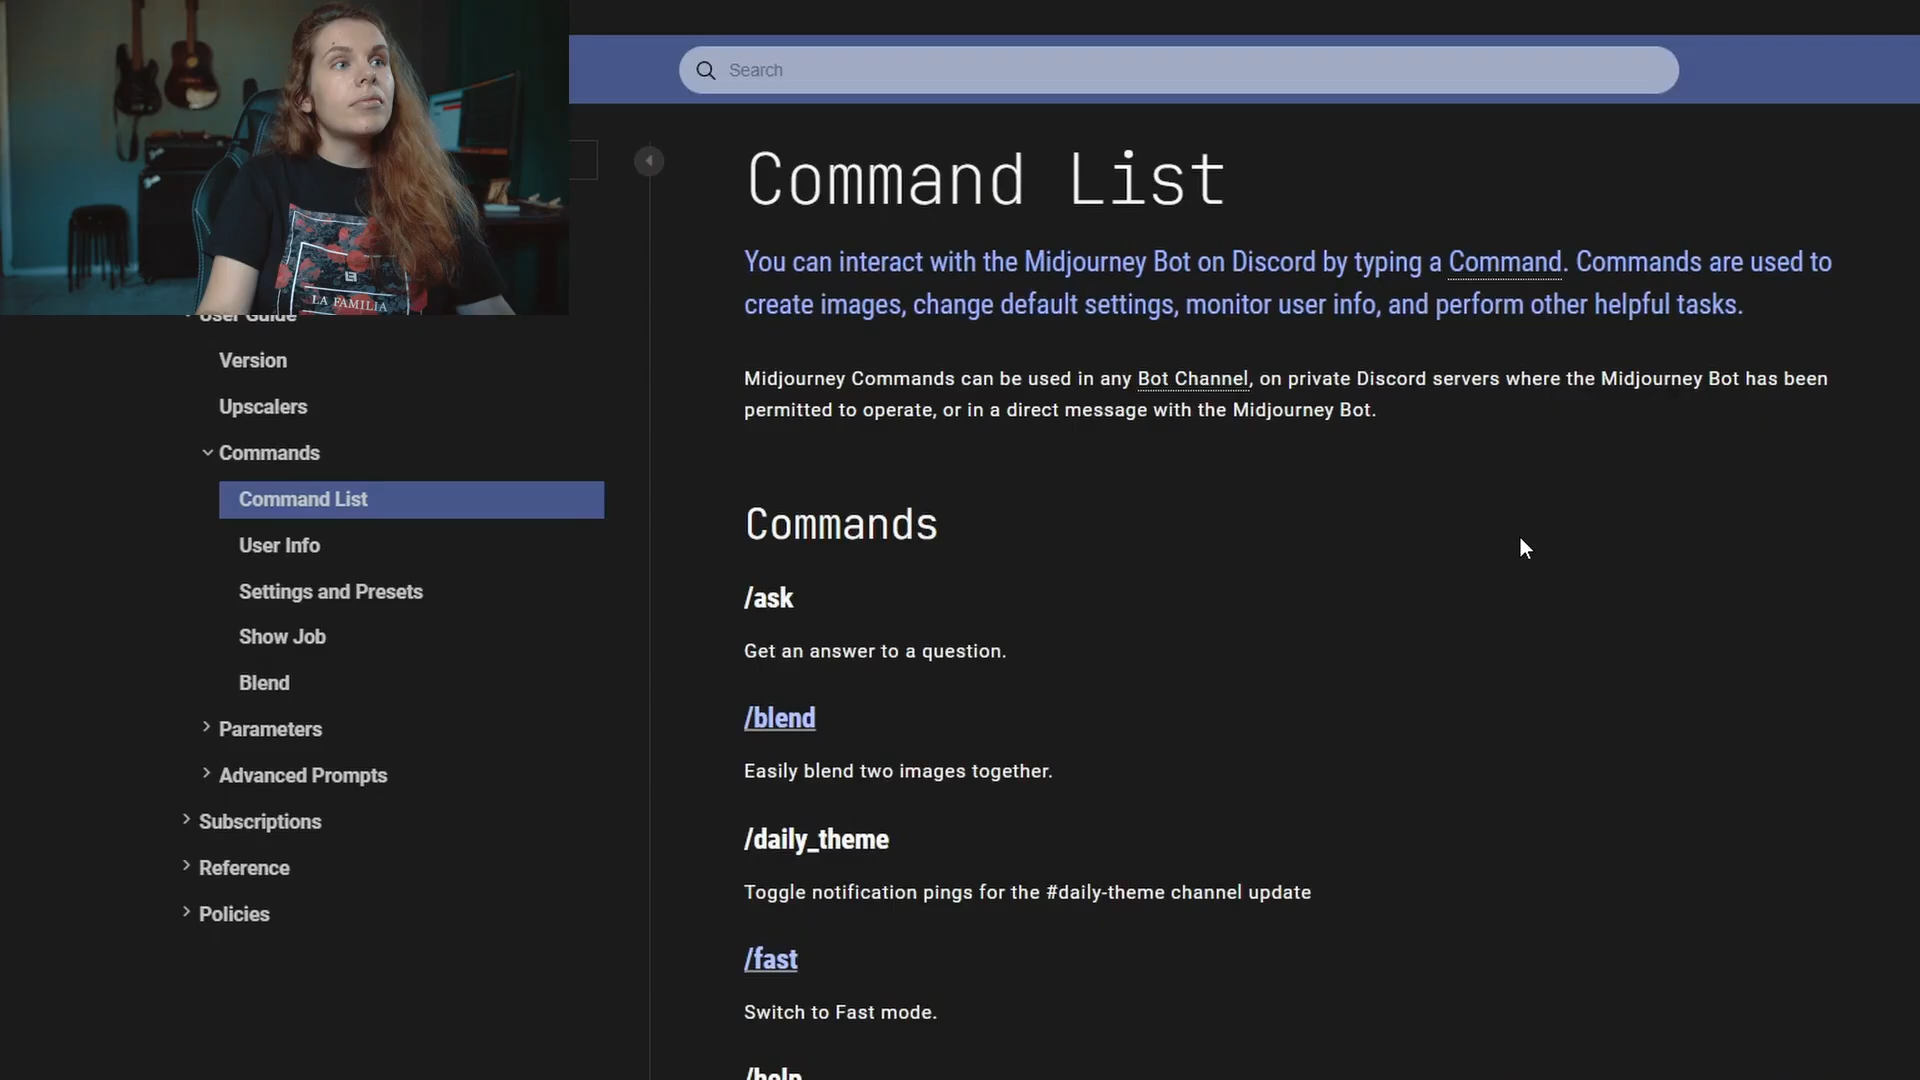 Search
LA FAMILIA
User Guide
Version
Upscalers
Commands
Command List
User Info
Settings and Presets
Show Job
Blend
Parameters
Advanced Prompts
Subscriptions
Reference
Policies
Command List
You can interact with the Midjourney Bot on Discord by typing a Command. Commands are used to
create images, change default settings, monitor user info, and perform other helpful tasks.
Midjourney Commands can be used in any Bot Channel, on private Discord servers where the Midjourney Bot has been
permitted to operate, or in a direct message with the Midjourney Bot.
Commands
/ask
Get an answer to a question.
/blend
Easily blend two images together.
/daily_theme
Toggle notification pings for the #daily-theme channel update
/fast
Switch to Fast mode.
/help